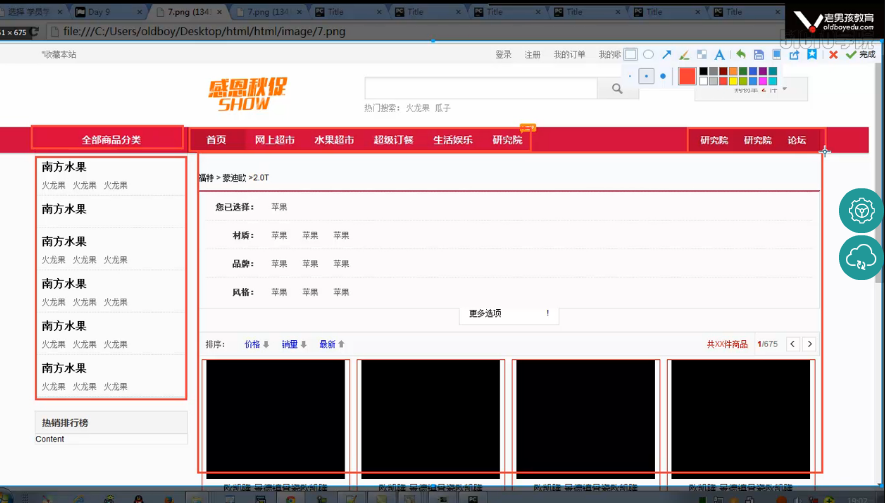 Day 9
7.png (134
7.png (134
Title
Title
Title
Title
Title
file:///C:/Users/oldboy/Desktop/html/html/image/7.png
老男孩教育
oldboyedu.com
51 × 675
*收藏本站
登录 注册 我的订单
完成
感恩秋促
SHOW
热门搜索: 火龙果 瓜子
全部商品分类
首页 网上超市 水果超市 超级订餐 生活娱乐 研究院
研究院 研究院 论坛
南方水果
火龙果 火龙果 火龙果
南方水果
南方水果
火龙果 火龙果 火龙果
南方水果
火龙果 火龙果 火龙果
南方水果
火龙果 火龙果 火龙果
南方水果
火龙果 火龙果 火龙果
热销排行榜
Content
福特 > 蒙迪欧 >2.0T
您已选择: 苹果
材质: 苹果 苹果 苹果
品牌: 苹果 苹果 苹果
风格: 苹果 苹果 苹果
更多选项 !
排序: 价格 销量 最新
共XX件商品 1/675